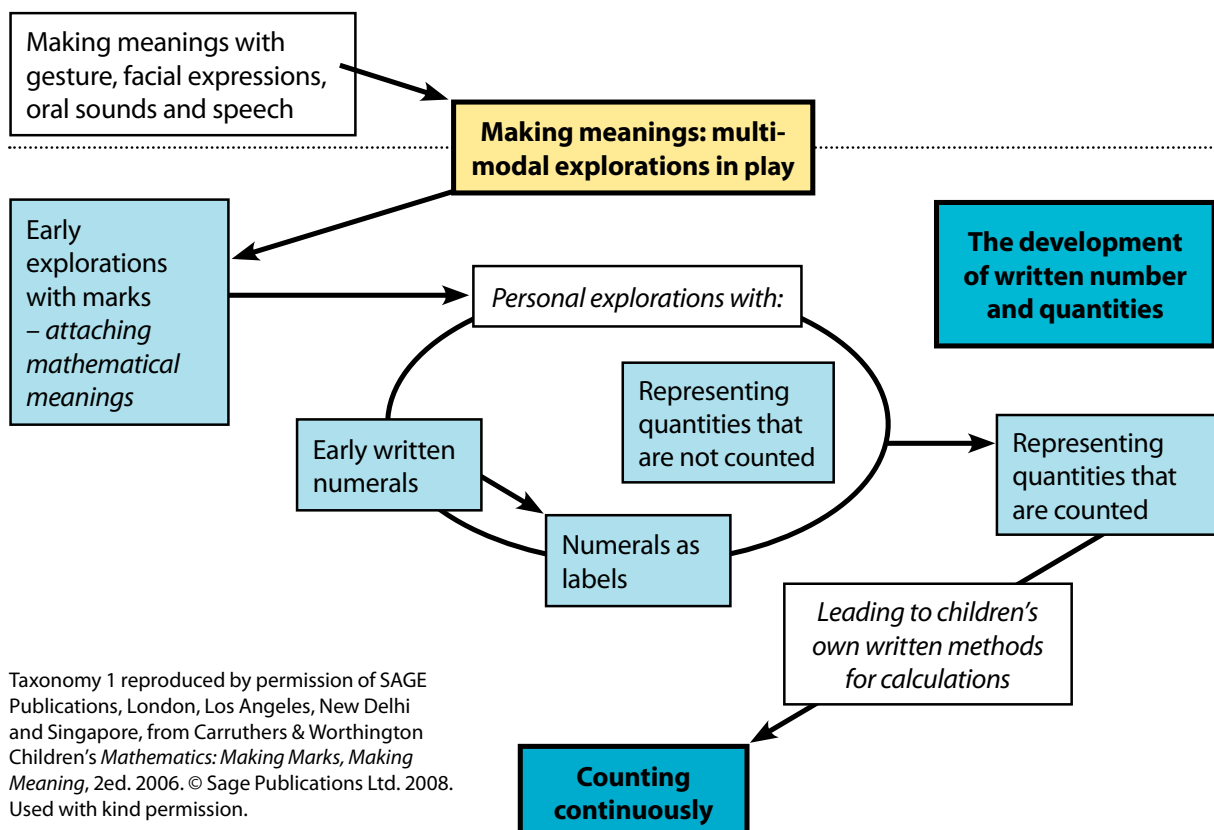 Making meanings with
gesture, facial expressions,
oral sounds and speech
Making meanings: multi-
modal explorations in play
Early
explorations
with marks
– attaching
mathematical
meanings
The development
of written number
and quantities
Personal explorations with:
Representing
quantities that
are not counted
Early written
numerals
Numerals as
labels
Representing
quantities that
are counted
Leading to children’s
own written methods
for calculations
Taxonomy 1 reproduced by permission of SAGE
Publications, London, Los Angeles, New Delhi
and Singapore, from Carruthers & Worthington
Children’s Mathematics: Making Marks, Making
Meaning, 2ed. 2006. © Sage Publications Ltd. 2008.
Used with kind permission.
Counting
continuously